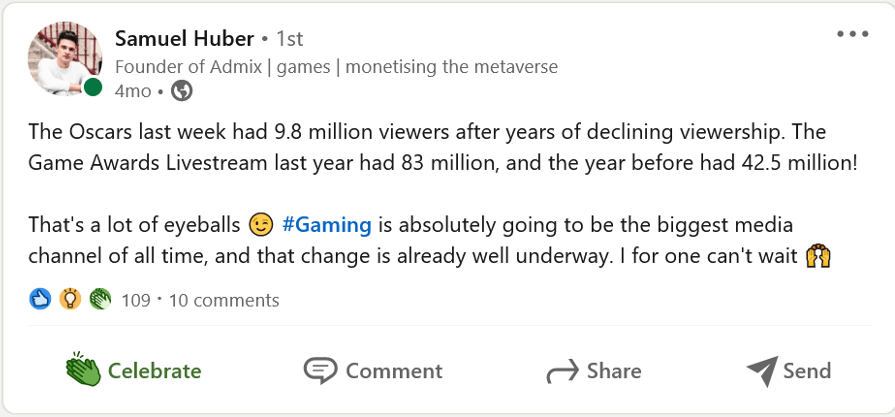 Samuel Huber • 1st
Founder of Admix | games | monetising the metaverse
4mo •
The Oscars last week had 9.8 million viewers after years of declining viewership. The
Game Awards Livestream last year had 83 million, and the year before had 42.5 million!
That's a lot of eyeballs 😉 #Gaming is absolutely going to be the biggest media
channel of all time, and that change is already well underway. I for one can't wait 🙌
109 • 10 comments
Celebrate
Comment
Share
Send